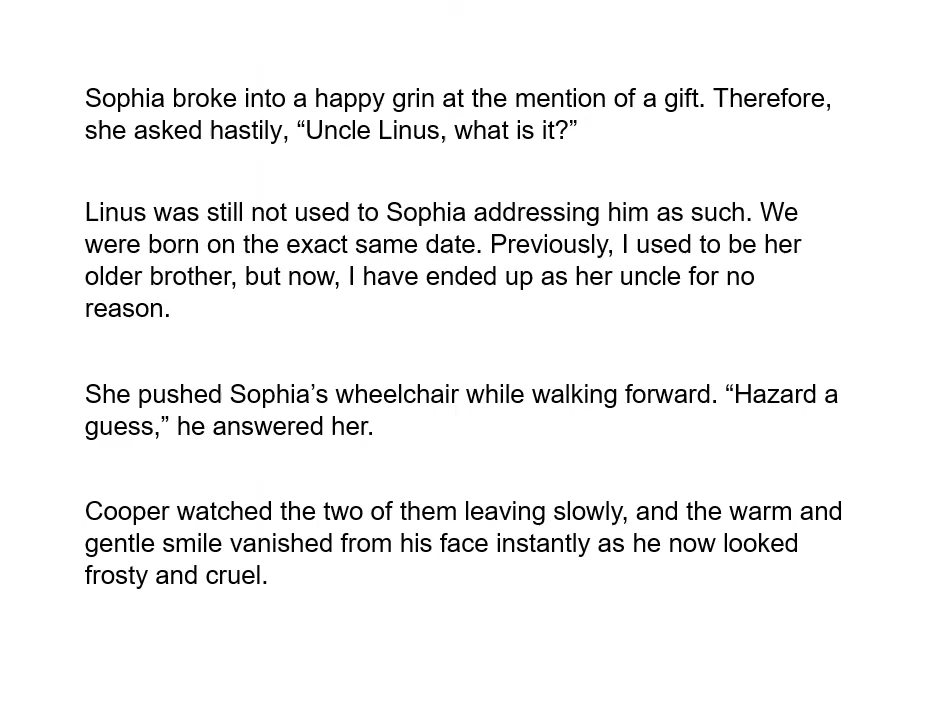 Sophia broke into a happy grin at the mention of a gift. Therefore,
she asked hastily, “Uncle Linus, what is it?”
Linus was still not used to Sophia addressing him as such. We
were born on the exact same date. Previously, I used to be her
older brother, but now, I have ended up as her uncle for no
reason.
She pushed Sophia’s wheelchair while walking forward. “Hazard a
guess,” he answered her.
Cooper watched the two of them leaving slowly, and the warm and
gentle smile vanished from his face instantly as he now looked
frosty and cruel.